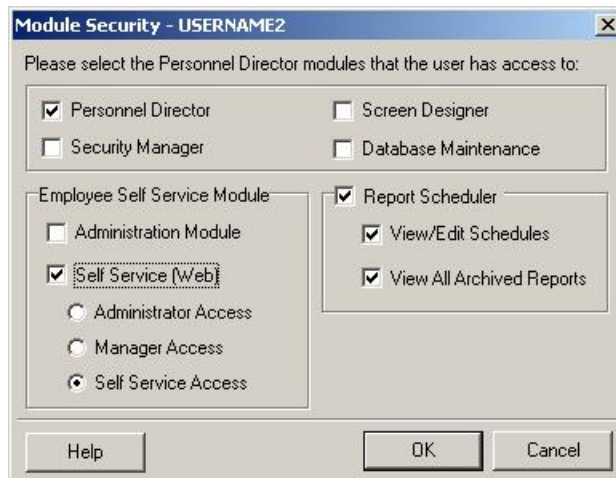 Module Security - USERNAME2
Please select the Personnel Director modules that the user has access to:
Personnel Director
Screen Designer
Security Manager
Database Maintenance
Employee Self Service Module
Administration Module
Self Service (Web)
Administrator Access
Manager Access
Self Service Access
Report Scheduler
View/Edit Schedules
View All Archived Reports
Help
OK
Cancel